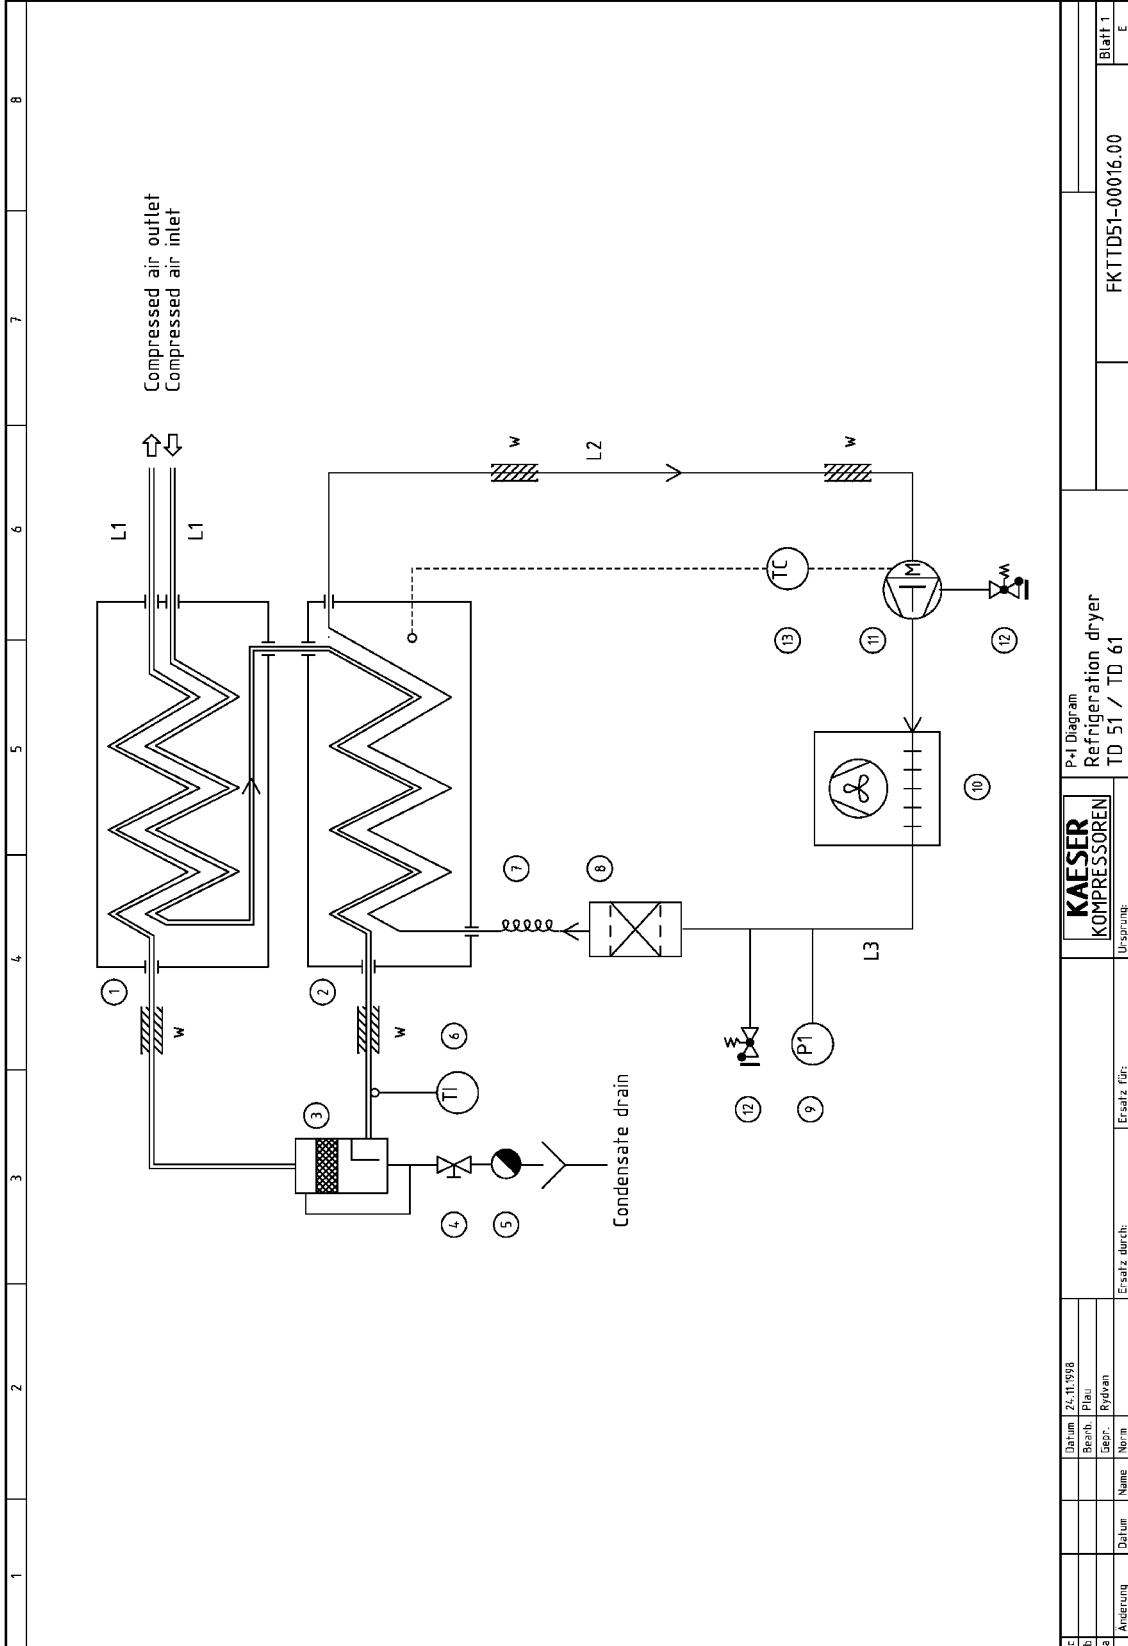 1
2
3
4
5
6
7
8
Compressed air outlet
Compressed air inlet
L1
L1
1
W
2
W
6
TI
3
4
5
Condensate drain
7
8
W
L2
W
TC
13
M
11
12
10
L3
12
P1
9
c
b
a
Änderung
Datum
Name
Datum 24.11.1998
Bearb. Plau
Gepr. Rydvan
Norm
Ersatz durch:
Ersatz für:
Ursprung:
KAESER
KOMPRESSOREN
P+I Diagram
Refrigeration dryer
TD 51 / TD 61
FKTTD51-00016.00
Blatt 1
E